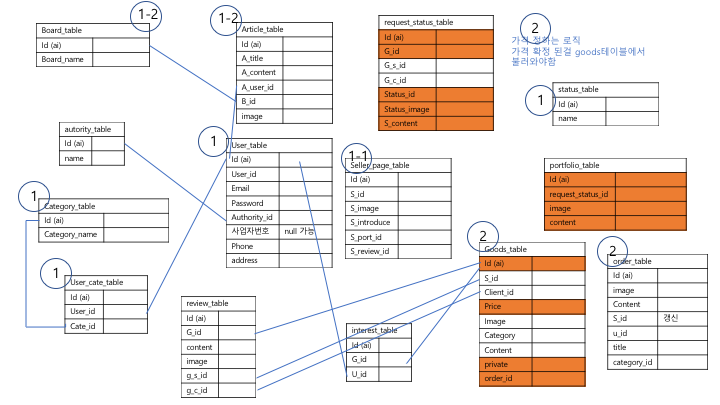 1-2
Board_table
Id (ai)
Board_name
1-2
Article_table
Id (ai)
A_title
A_content
A_user_id
B_id
image
request_status_table
Id (ai)
G_id
G_s_id
G_c_id
Status_id
Status_image
S_content
2
가격 정하는 로직
가격 확정 된걸 goods테이블에서
불러와야함
1
status_table
Id (ai)
name
autority_table
Id (ai)
name
1
User_table
Id (ai)
User_id
Email
Password
Authority_id
사업자번호 null 가능
Phone
address
1-1
Seller_page_table
Id (ai)
S_id
S_image
S_introduce
S_port_id
S_review_id
portfolio_table
Id (ai)
request_status_id
image
content
1
Category_table
Id (ai)
Category_name
1
User_cate_table
Id (ai)
User_id
Cate_id
review_table
Id (ai)
G_id
content
image
g_s_id
g_c_id
interest_table
Id (ai)
G_id
U_id
2
Goods_table
Id (ai)
S_id
Client_id
Price
Image
Category
Content
private
order_id
2
order_table
Id (ai)
image
Content
S_id 갱신
u_id
title
category_id